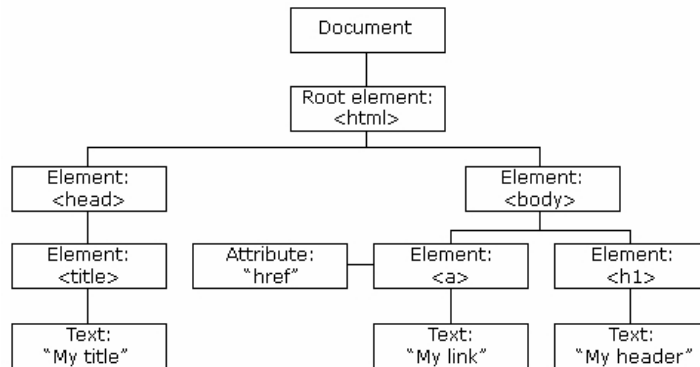 Document
Root element:
<html>
Element:
<head>
Element:
<body>
Element:
<title>
Attribute:
“href”
Element:
<a>
Element:
<h1>
Text:
“My title”
Text:
“My link”
Text:
“My header”